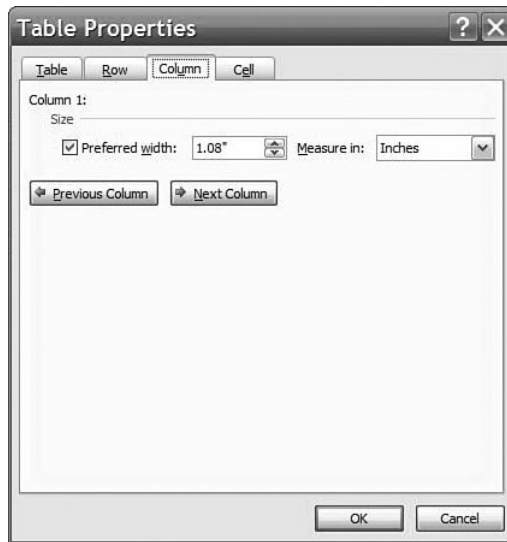 Table Properties
Table Row Column Cell
Column 1:
Size
Preferred width: 1.08" Measure in: Inches
Previous Column Next Column
OK Cancel